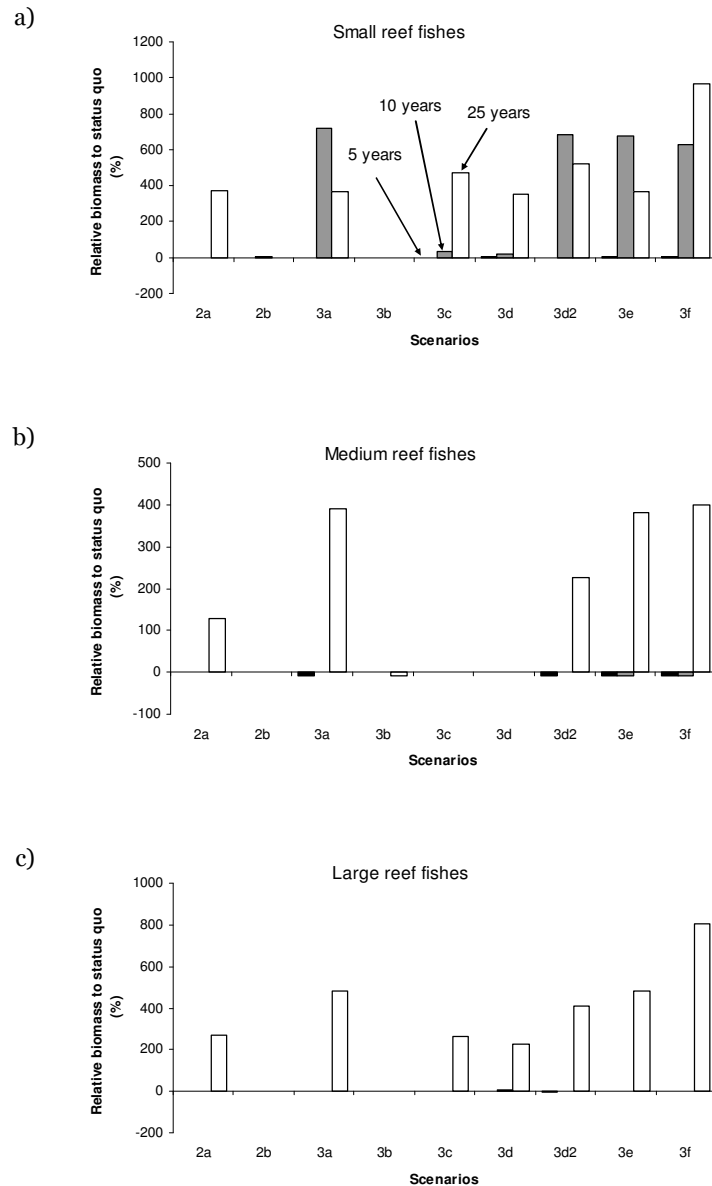 a)
Small reef fishes
Relative biomass to status quo
(%)
1200
1000
800
600
400
200
0
-200
5 years
10 years
25 years
2a 2b 3a 3b 3c 3d 3d2 3e 3f
Scenarios
b)
Medium reef fishes
Relative biomass to status quo
(%)
500
400
300
200
100
0
-100
2a 2b 3a 3b 3c 3d 3d2 3e 3f
Scenarios
c)
Large reef fishes
Relative biomass to status quo
(%)
1000
800
600
400
200
0
-200
2a 2b 3a 3b 3c 3d 3d2 3e 3f
Scenarios